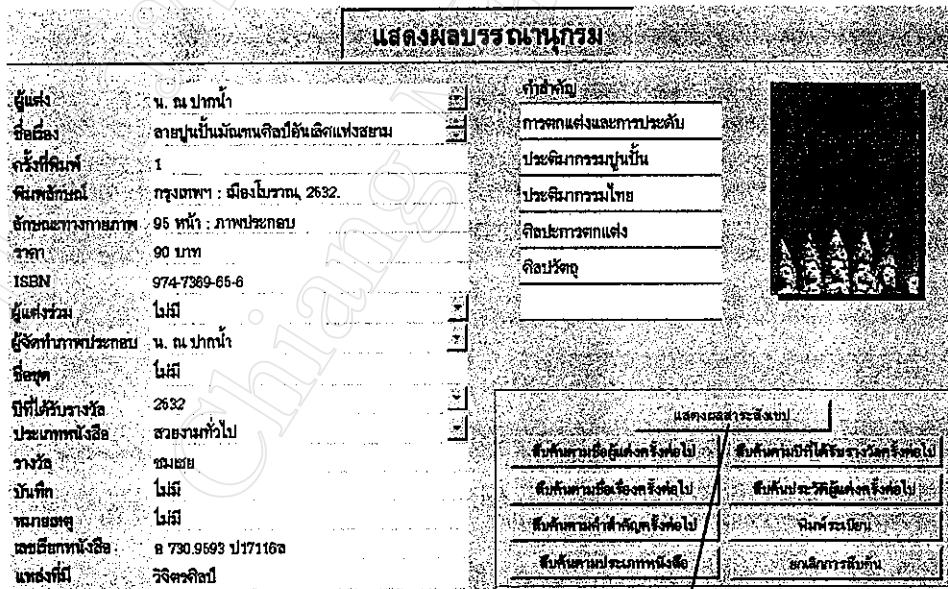 แสดงผลบรรณานุกรม
ผู้แต่ง น. ณ ปากน้ำ
ชื่อเรื่อง ลายปูนปั้นมัณฑนศิลป์อันเลิศแห่งสยาม
ครั้งที่พิมพ์ 1
พิมพลักษณ์ กรุงเทพฯ : เมืองโบราณ, 2532.
ลักษณะทางกายภาพ 95 หน้า : ภาพประกอบ
ราคา 90 บาท
ISBN 974-7369-65-6
ผู้แต่งร่วม ไม่มี
ผู้จัดทำภาพประกอบ น. ณ ปากน้ำ
ชื่อชุด ไม่มี
ปีที่ได้รับรางวัล 2532
ประเภทหนังสือ สวยงามทั่วไป
รางวัล ชมเชย
บันทึก ไม่มี
หมายเหตุ ไม่มี
เลขเรียกหนังสือ อ 730.9593 ป17116ล
แหล่งที่มี วิจิตรศิลป์
คำสำคัญ
การตกแต่งและการประดับ
ประติมากรรมปูนปั้น
ประติมากรรมไทย
ศิลปะการตกแต่ง
ศิลปวัตถุ
แสดงผลสาระสังเขป
สืบค้นตามชื่อผู้แต่งครั้งต่อไป สืบค้นตามปีที่ได้รับรางวัลครั้งต่อไป
สืบค้นตามชื่อเรื่องครั้งต่อไป สืบค้นประวัติผู้แต่งครั้งต่อไป
สืบค้นตามคำสำคัญครั้งต่อไป พิมพ์ระเบียน
สืบค้นตามประเภทหนังสือ ยกเลิกการสืบค้น
Chiang